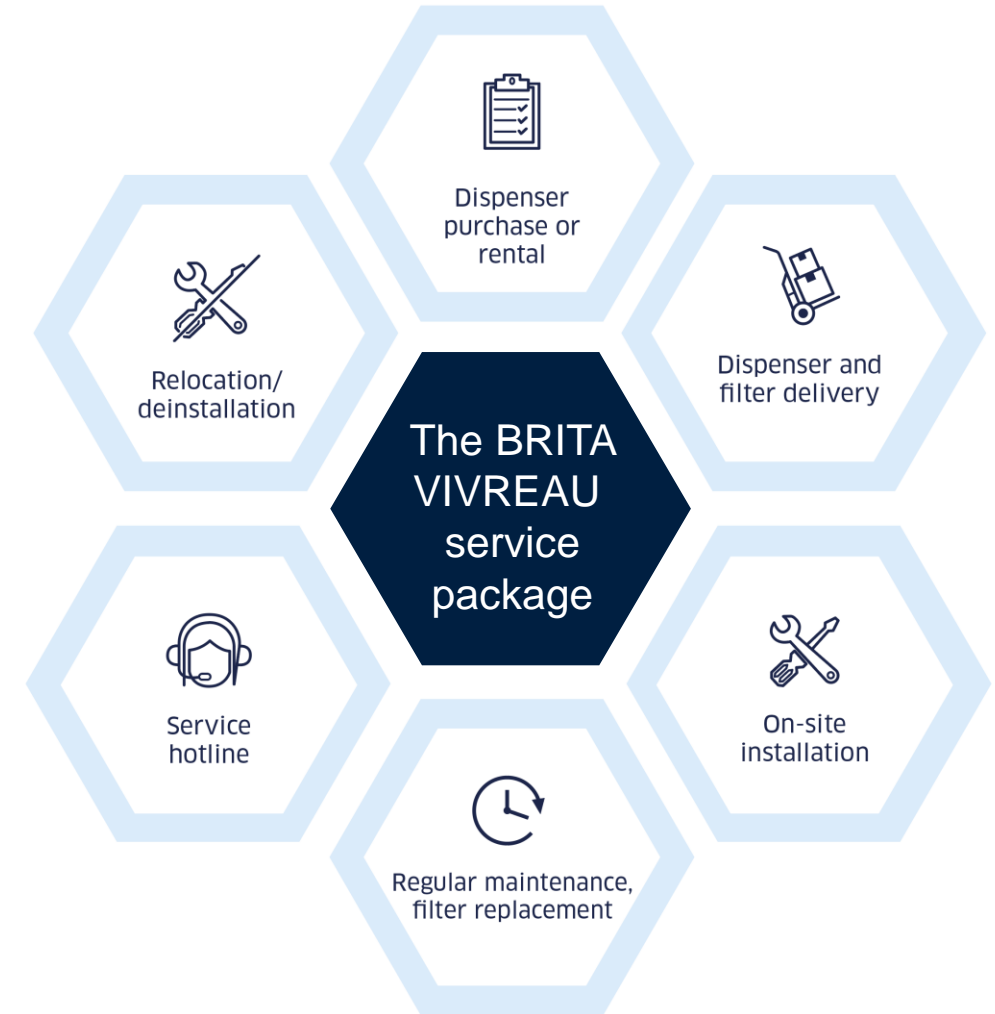 Dispenser
purchase or
rental
Dispenser and
filter delivery
On-site
installation
Regular maintenance,
filter replacement
Service
hotline
Relocation/
deinstallation
The BRITA
VIVREAU
service
package